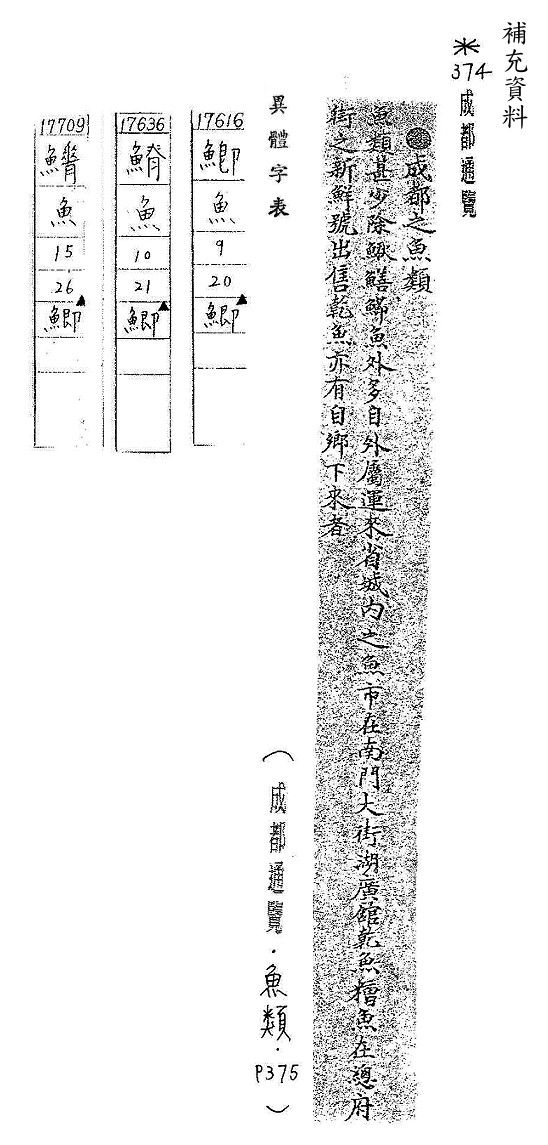 補充資料
＊374 成都通覽
成都之魚類
魚類甚少除鰍鱔鯽魚外多自外屬運來省城內之魚市在南門大街湖廣館乾魚糟魚在總府
街之新鮮號出售乾魚亦有自鄉下來者
異體字表
17616
魚
9
20
鯽
17636
魚
10
21
鯽
17709
魚
15
26
鯽
（成都通覽．魚類．P375）